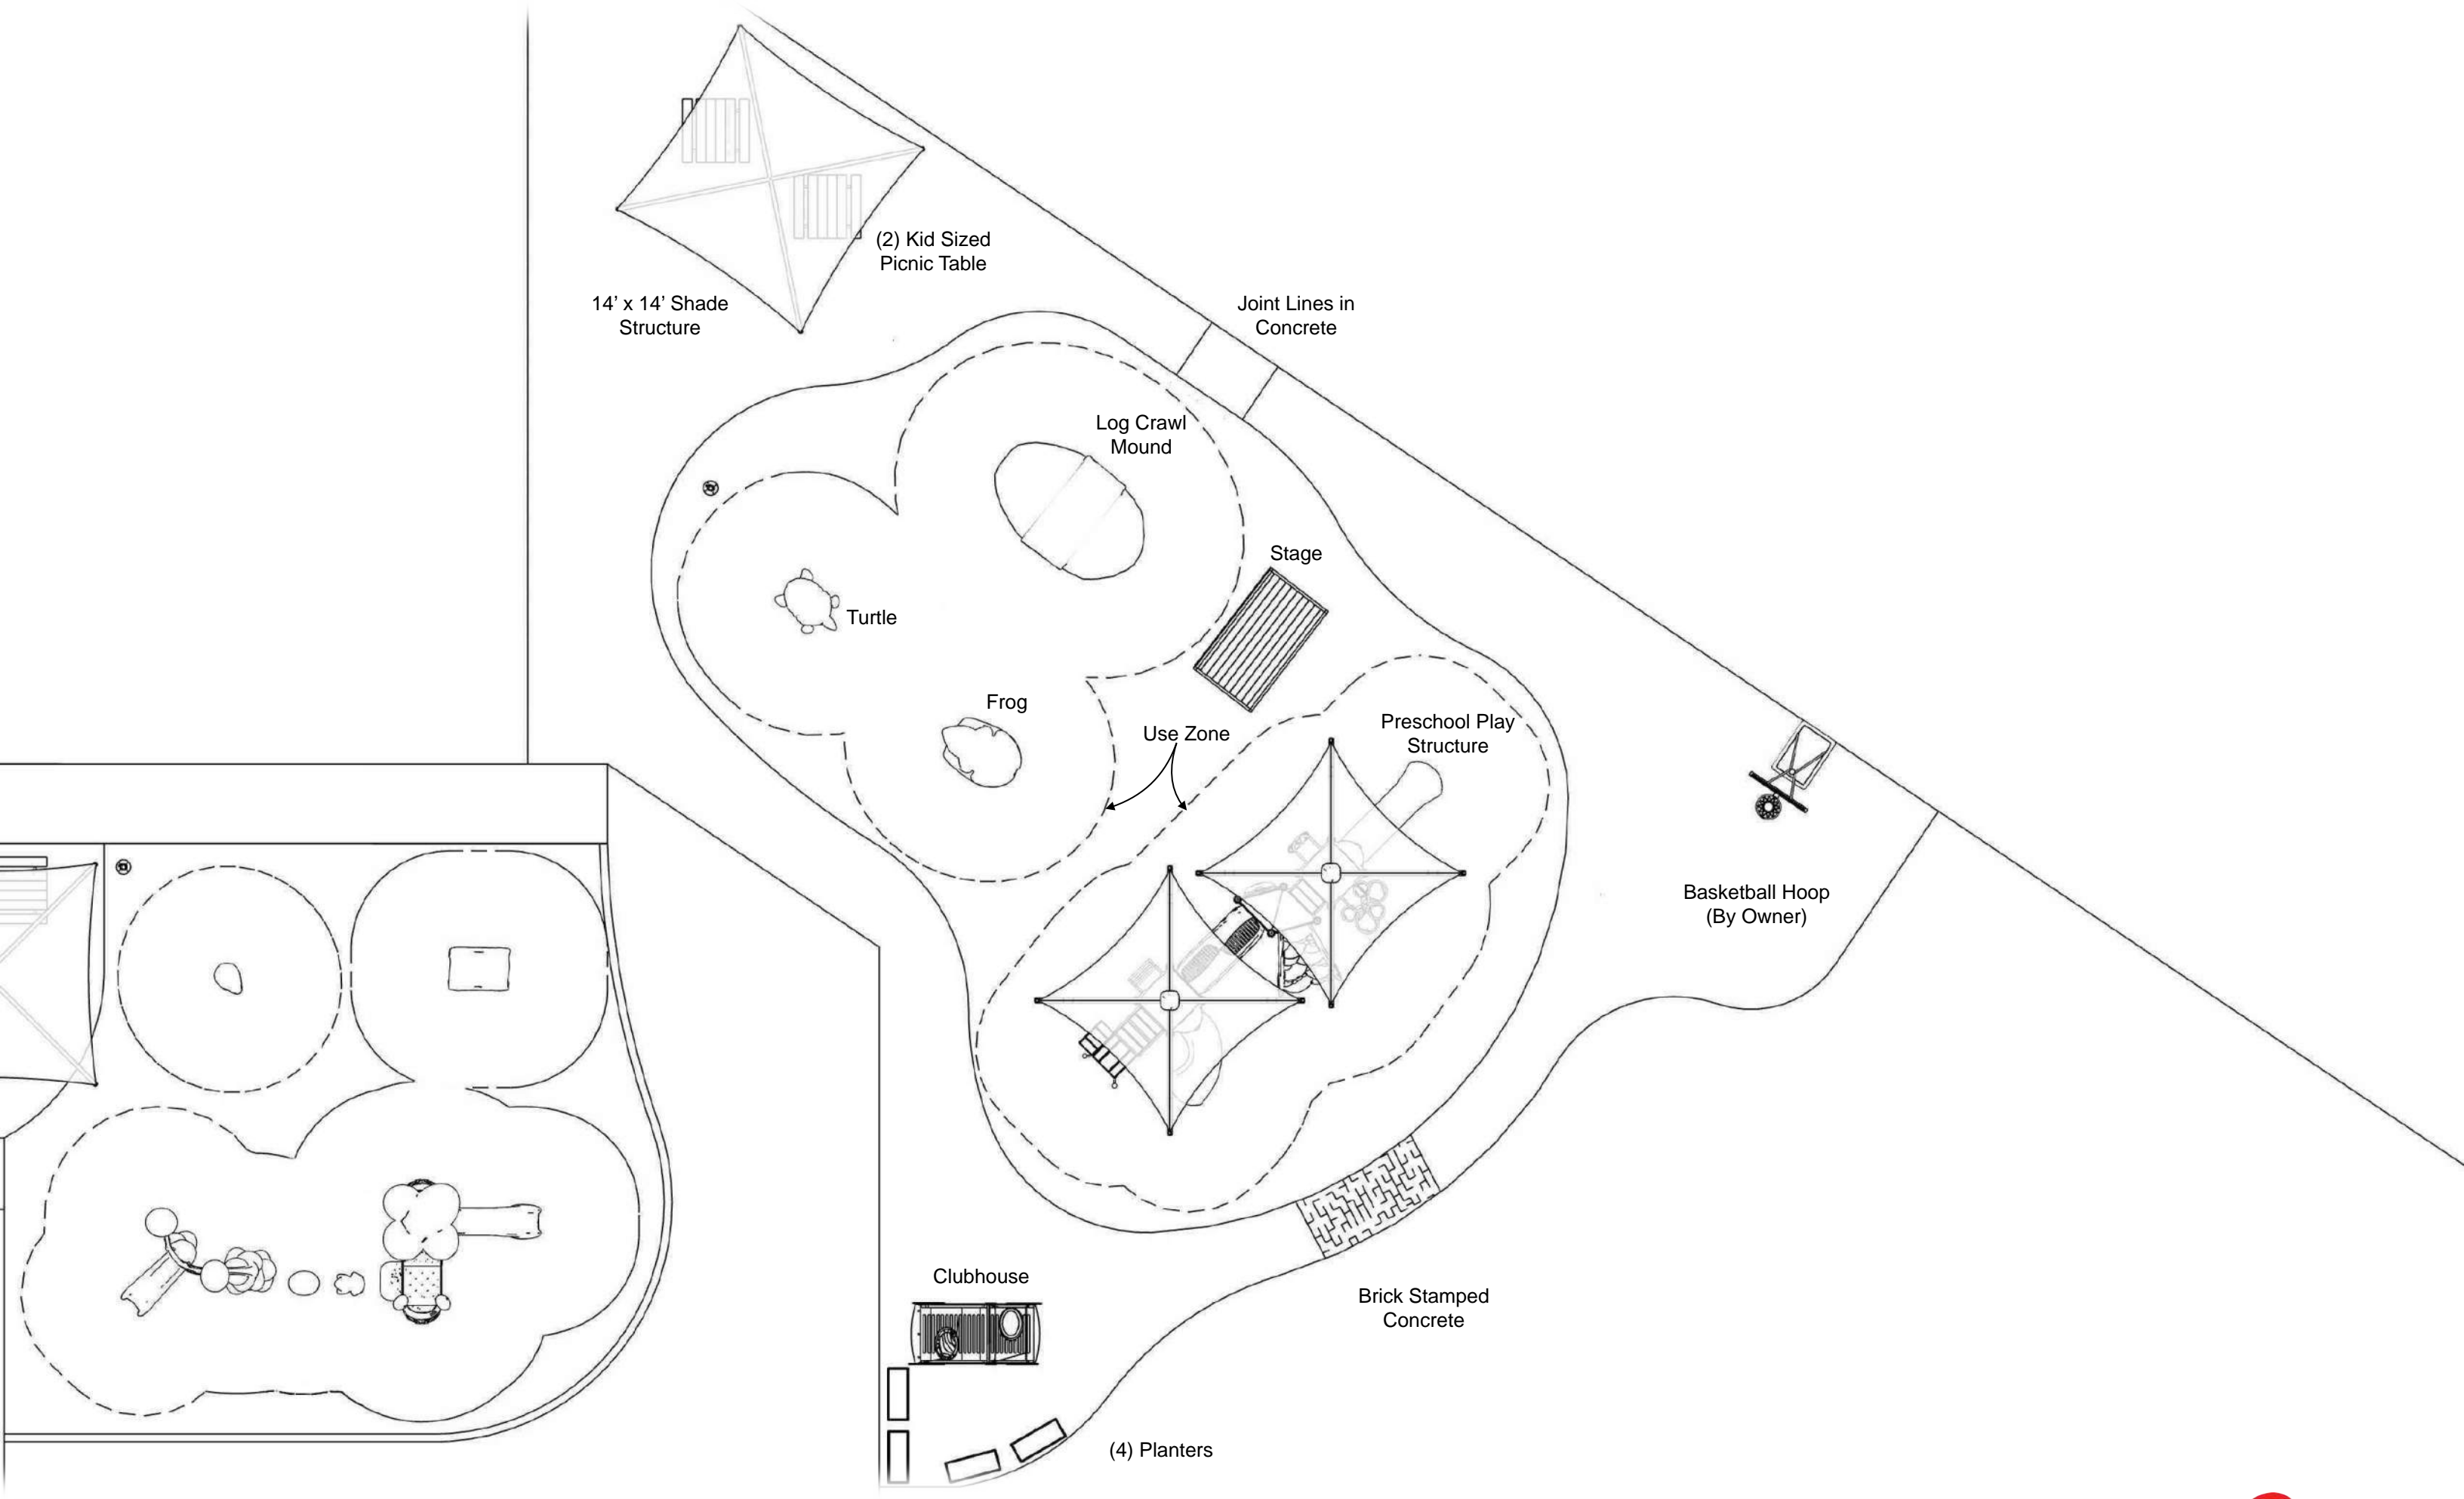 (2) Kid Sized
Picnic Table
14’ x 14’ Shade
Structure
Joint Lines in
Concrete
Log Crawl
Mound
Stage
Turtle
Frog
Use Zone
Preschool Play
Structure
Basketball Hoop
(By Owner)
Clubhouse
Brick Stamped
Concrete
(4) Planters